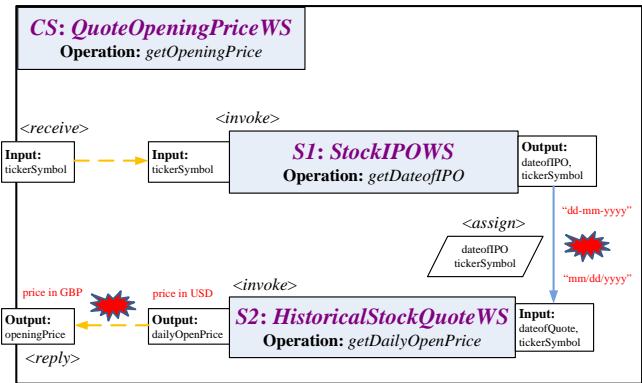 CS: QuoteOpeningPriceWS
Operation: getOpeningPrice
<receive>
<invoke>
Input:
tickerSymbol
Input:
tickerSymbol
S1: StockIPOWS
Operation: getDateofIPO
Output:
dateofIPO,
tickerSymbol
“dd-mm-yyyy”
<assign>
dateofIPO
tickerSymbol
“mm/dd/yyyy”
price in GBP
price in USD
<invoke>
Output:
openingPrice
Output:
dailyOpenPrice
S2: HistoricalStockQuoteWS
Operation: getDailyOpenPrice
Input:
dateofQuote,
tickerSymbol
<reply>